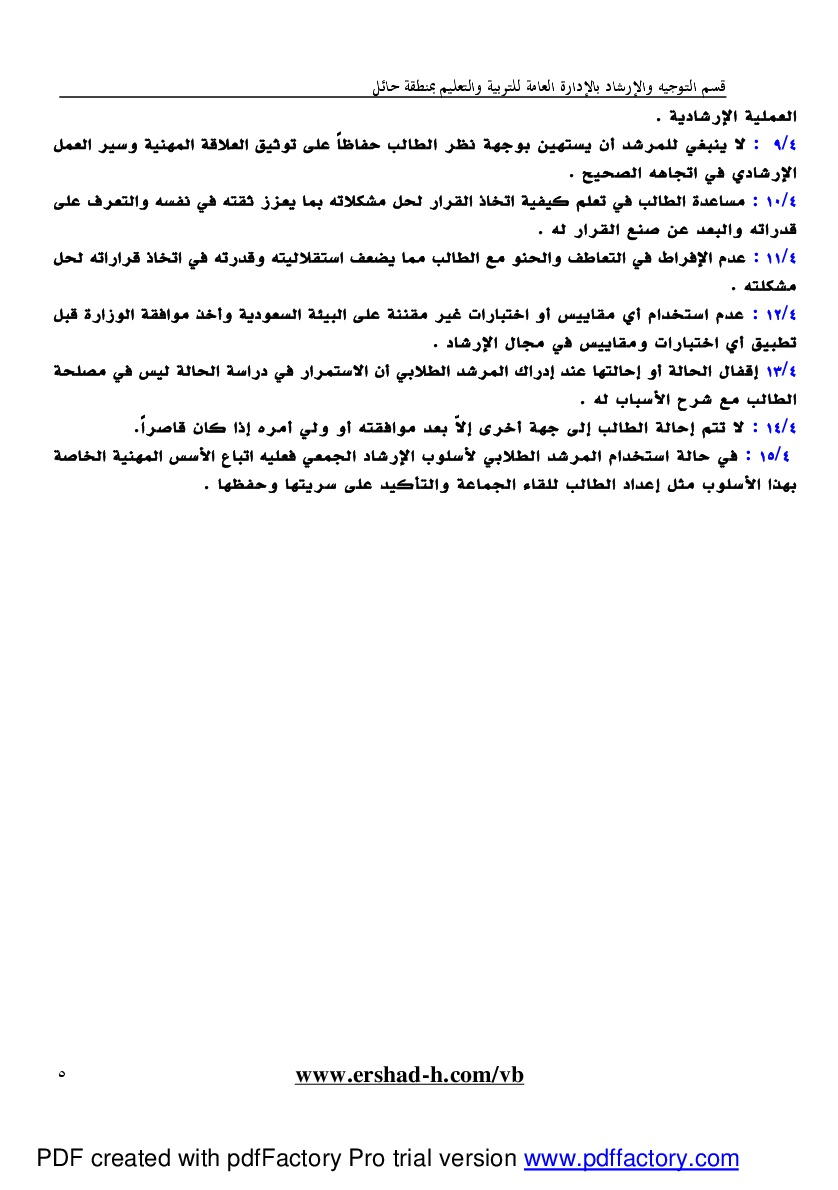 قسم التوجيه والإرشاد بالإدارة العامة للتربية والتعليم بمنطقة حائل
العملية الإرشادية .
٩/٤ : لا ينبغي للمرشد أن يستهين بوجهة نظر الطالب حفاظاً على توثيق العلاقة المهنية وسير العمل
الإرشادي في اتجاهه الصحيح .
١٠/٤ : مساعدة الطالب في تعلم كيفية اتخاذ القرار لحل مشكلاته بما يعزز ثقته في نفسه والتعرف على
قدراته والبعد عن صنع القرار له .
١١/٤ : عدم الإفراط في التعاطف والحنو مع الطالب مما يضعف استقلاليته وقدرته في اتخاذ قراراته لحل
مشكلته .
١٢/٤ : عدم استخدام أي مقاييس أو اختبارات غير مقننة على البيئة السعودية وأخذ موافقة الوزارة قبل
تطبيق أي اختبارات ومقاييس في مجال الإرشاد .
١٣/٤ إقفال الحالة أو إحالتها عند إدراك المرشد الطلابي أن الاستمرار في دراسة الحالة ليس في مصلحة
الطالب مع شرح الأسباب له .
١٤/٤ : لا تتم إحالة الطالب إلى جهة أخرى إلاّ بعد موافقته أو ولي أمره إذا كان قاصراً.
١٥/٤ : في حالة استخدام المرشد الطلابي لأسلوب الإرشاد الجمعي فعليه اتباع الأسس المهنية الخاصة
بهذا الأسلوب مثل إعداد الطالب للقاء الجماعة والتأكيد على سريتها وحفظها .
www.ershad-h.com/vb
٥
PDF created with pdfFactory Pro trial version www.pdffactory.com